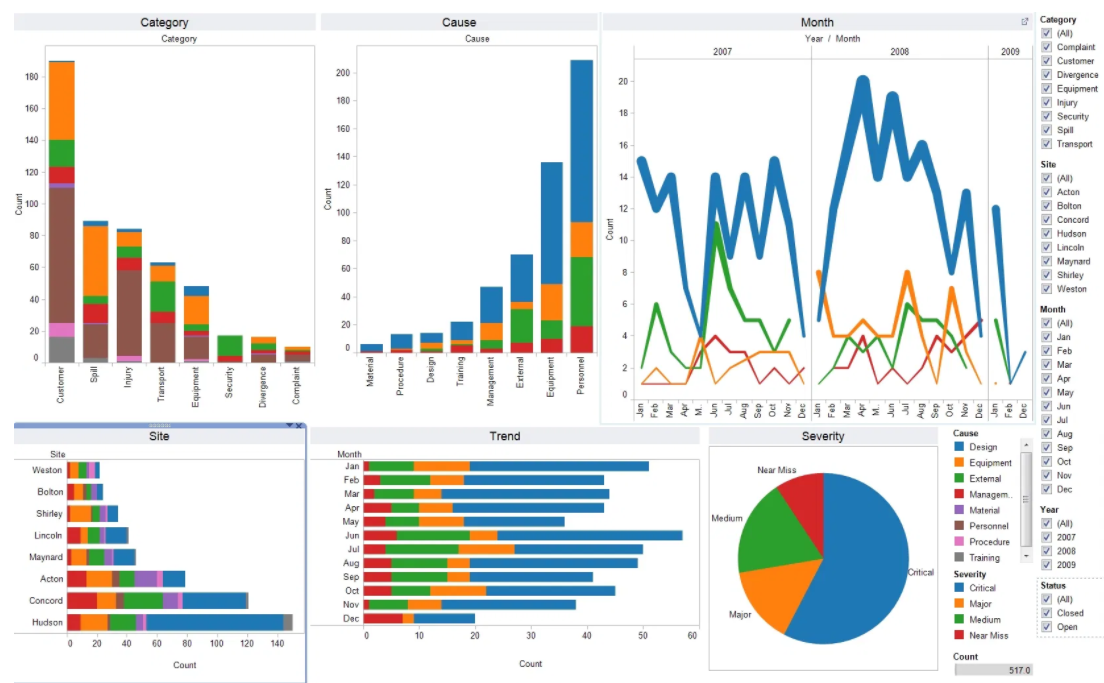 Category
Category
180
160
140
120
100
80
60
40
20
0
Count
Customer
Spill
Injury
Transport
Equipment
Security
Divergence
Complaint
Cause
Cause
200
180
160
140
120
100
80
60
40
20
0
Count
Material
Procedure
Design
Training
Management
External
Equipment
Personnel
Month
Year / Month
2007 2008 2009
20
18
16
14
12
10
8
6
4
2
0
Count
Jan Feb Mar Apr M.. Jun Jul Aug Sep Oct Nov Dec Jan Feb Mar Apr M.. Jun Jul Aug Sep Oct Nov Dec Jan Feb Dec
Category
(All)
Complaint
Customer
Divergence
Equipment
Injury
Security
Spill
Transport
Site
(All)
Acton
Bolton
Concord
Hudson
Lincoln
Maynard
Shirley
Weston
Month
(All)
Jan
Feb
Mar
Apr
May
Jun
Jul
Aug
Sep
Oct
Nov
Dec
Year
(All)
2007
2008
2009
Status
(All)
Closed
Open
Site
Site
Weston
Bolton
Shirley
Lincoln
Maynard
Acton
Concord
Hudson
0 20 40 60 80 100 120 140
Count
Trend
Month
Jan
Feb
Mar
Apr
May
Jun
Jul
Aug
Sep
Oct
Nov
Dec
0 10 20 30 40 50 60
Count
Severity
Near Miss
Medium
Major
Critical
Cause
Design
Equipment
External
Managem..
Material
Personnel
Procedure
Training
Severity
Critical
Major
Medium
Near Miss
Count
517.0